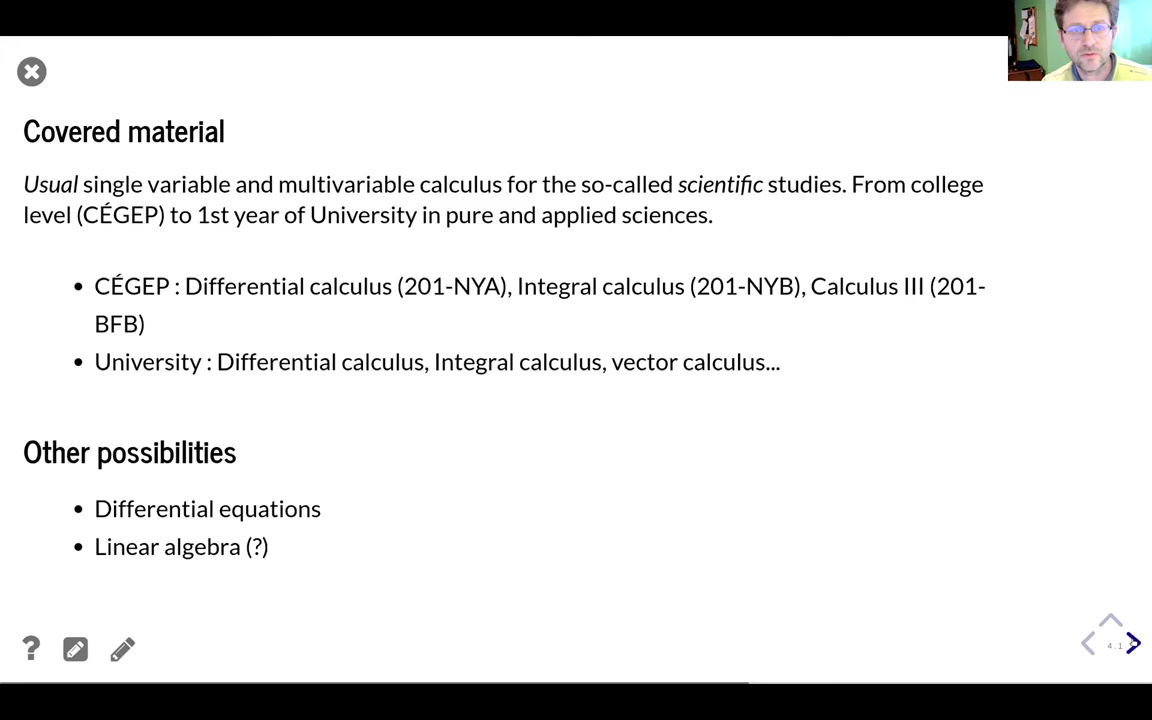 Covered material
Usual single variable and multivariable calculus for the so-called scientific studies. From college
level (CÉGEP) to 1st year of University in pure and applied sciences.
• CÉGEP : Differential calculus (201-NYA), Integral calculus (201-NYB), Calculus III (201-
BFB)
• University : Differential calculus, Integral calculus, vector calculus...
Other possibilities
• Differential equations
• Linear algebra (?)
?
4.1